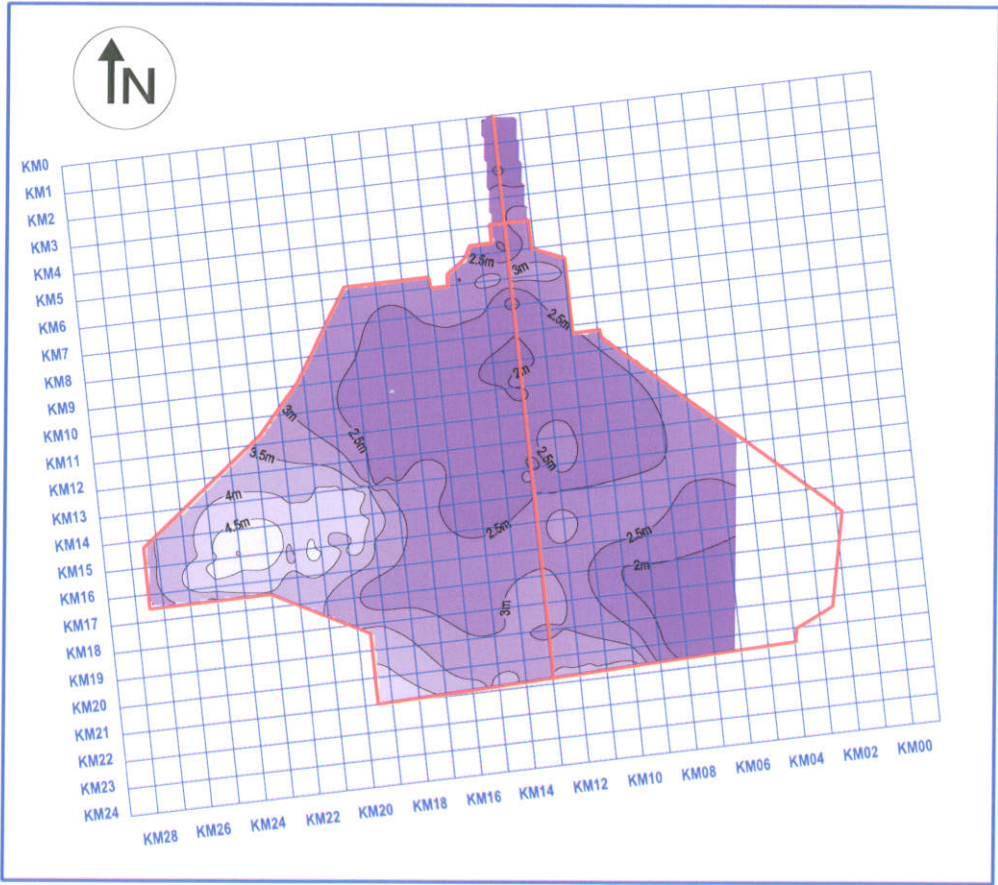 N
KM0
KM1
KM2
KM3
KM4
KM5
KM6
KM7
KM8
KM9
KM10
KM11
KM12
KM13
KM14
KM15
KM16
KM17
KM18
KM19
KM20
KM21
KM22
KM23
KM24
2.5m
3m
2.5m
2m
3m
2.5m
2.5m
3.5m
4m
4.5m
2.5m
2.5m
2m
3m
KM28
KM26
KM24
KM22
KM20
KM18
KM16
KM14
KM12
KM10
KM08
KM06
KM04
KM02
KM00